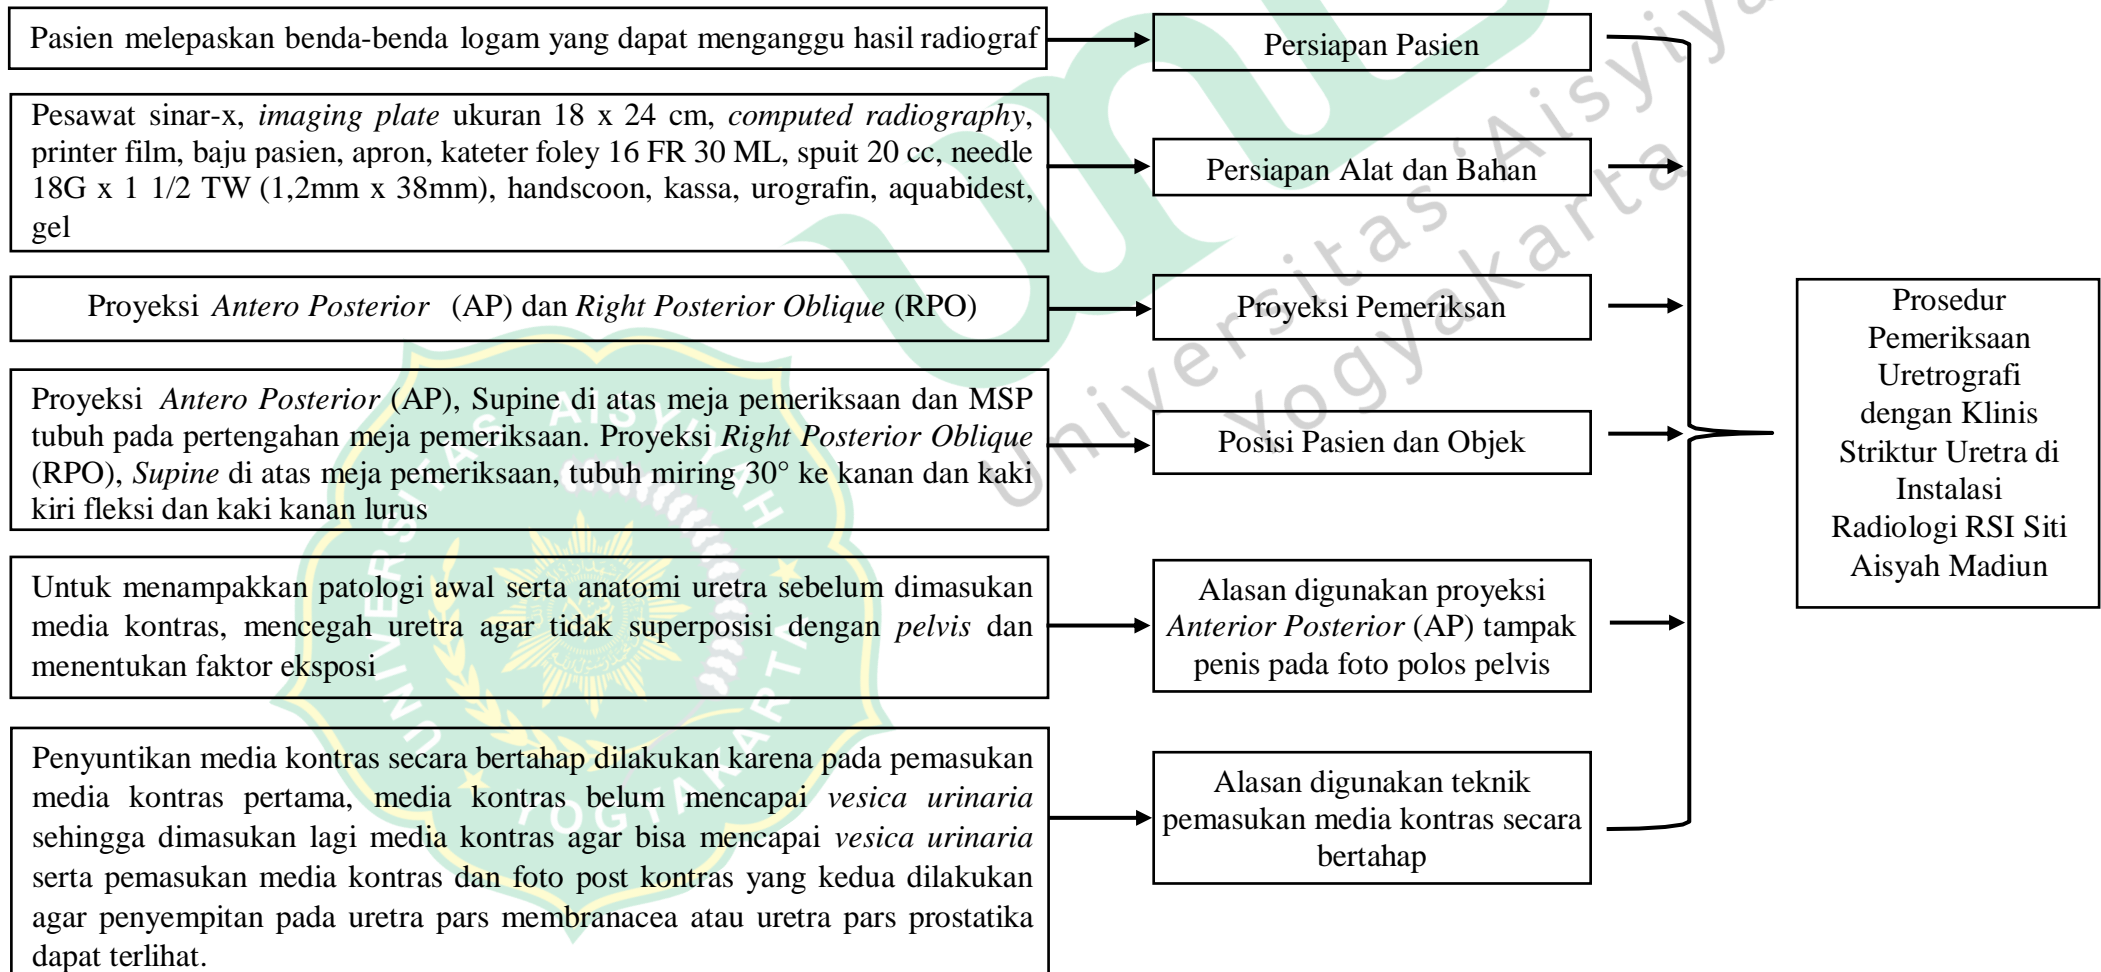 Pasien melepaskan benda-benda logam yang dapat menganggu hasil radiograf
Persiapan Pasien
Pesawat sinar-x, imaging plate ukuran 18 x 24 cm, computed radiography,
printer film, baju pasien, apron, kateter foley 16 FR 30 ML, spuit 20 cc, needle
18G x 1 1/2 TW (1,2mm x 38mm), handscoon, kassa, urografin, aquabidest,
gel
Persiapan Alat dan Bahan
Proyeksi Antero Posterior (AP) dan Right Posterior Oblique (RPO)
Proyeksi Pemeriksan
Proyeksi Antero Posterior (AP), Supine di atas meja pemeriksaan dan MSP
tubuh pada pertengahan meja pemeriksaan. Proyeksi Right Posterior Oblique
(RPO), Supine di atas meja pemeriksaan, tubuh miring 30° ke kanan dan kaki
kiri fleksi dan kaki kanan lurus
Posisi Pasien dan Objek
Untuk menampakkan patologi awal serta anatomi uretra sebelum dimasukan
media kontras, mencegah uretra agar tidak superposisi dengan pelvis dan
menentukan faktor eksposi
Alasan digunakan proyeksi
Anterior Posterior (AP) tampak
penis pada foto polos pelvis
Penyuntikan media kontras secara bertahap dilakukan karena pada pemasukan
media kontras pertama, media kontras belum mencapai vesica urinaria
sehingga dimasukan lagi media kontras agar bisa mencapai vesica urinaria
serta pemasukan media kontras dan foto post kontras yang kedua dilakukan
agar penyempitan pada uretra pars membranacea atau uretra pars prostatika
dapat terlihat.
Alasan digunakan teknik
pemasukan media kontras secara
bertahap
Prosedur
Pemeriksaan
Uretrografi
dengan Klinis
Striktur Uretra di
Instalasi
Radiologi RSI Siti
Aisyah Madiun
Universitas 'Aisyiya
Yogyakarta
UNIVERSITAS AISYIYAH
YOGYAKARTA